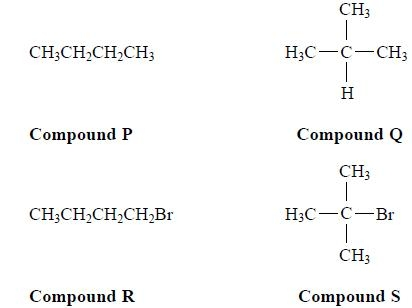 CH₃
CH₃CH₂CH₂CH₃ H₃C—C—CH₃
H
Compound P Compound Q
CH₃
CH₃CH₂CH₂CH₂Br H₃C—C—Br
CH₃
Compound R Compound S